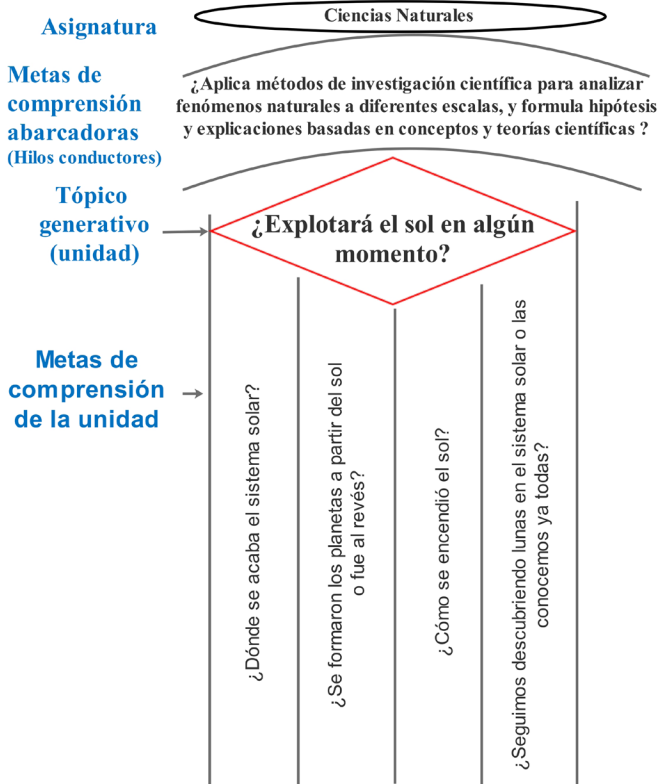 Asignatura
Ciencias Naturales
Metas de
comprensión
abarcadoras
(Hilos conductores)
¿Aplica métodos de investigación científica para analizar
fenómenos naturales a diferentes escalas, y formula hipótesis
y explicaciones basadas en conceptos y teorías científicas ?
Tópico
generativo
(unidad)
¿Explotará el sol en algún
momento?
Metas de
comprensión
de la unidad
¿Dónde se acaba el sistema solar?
¿Se formaron los planetas a partir del sol
o fue al revés?
¿Cómo se encendió el sol?
¿Seguimos descubriendo lunas en el sistema solar o las
conocemos ya todas?